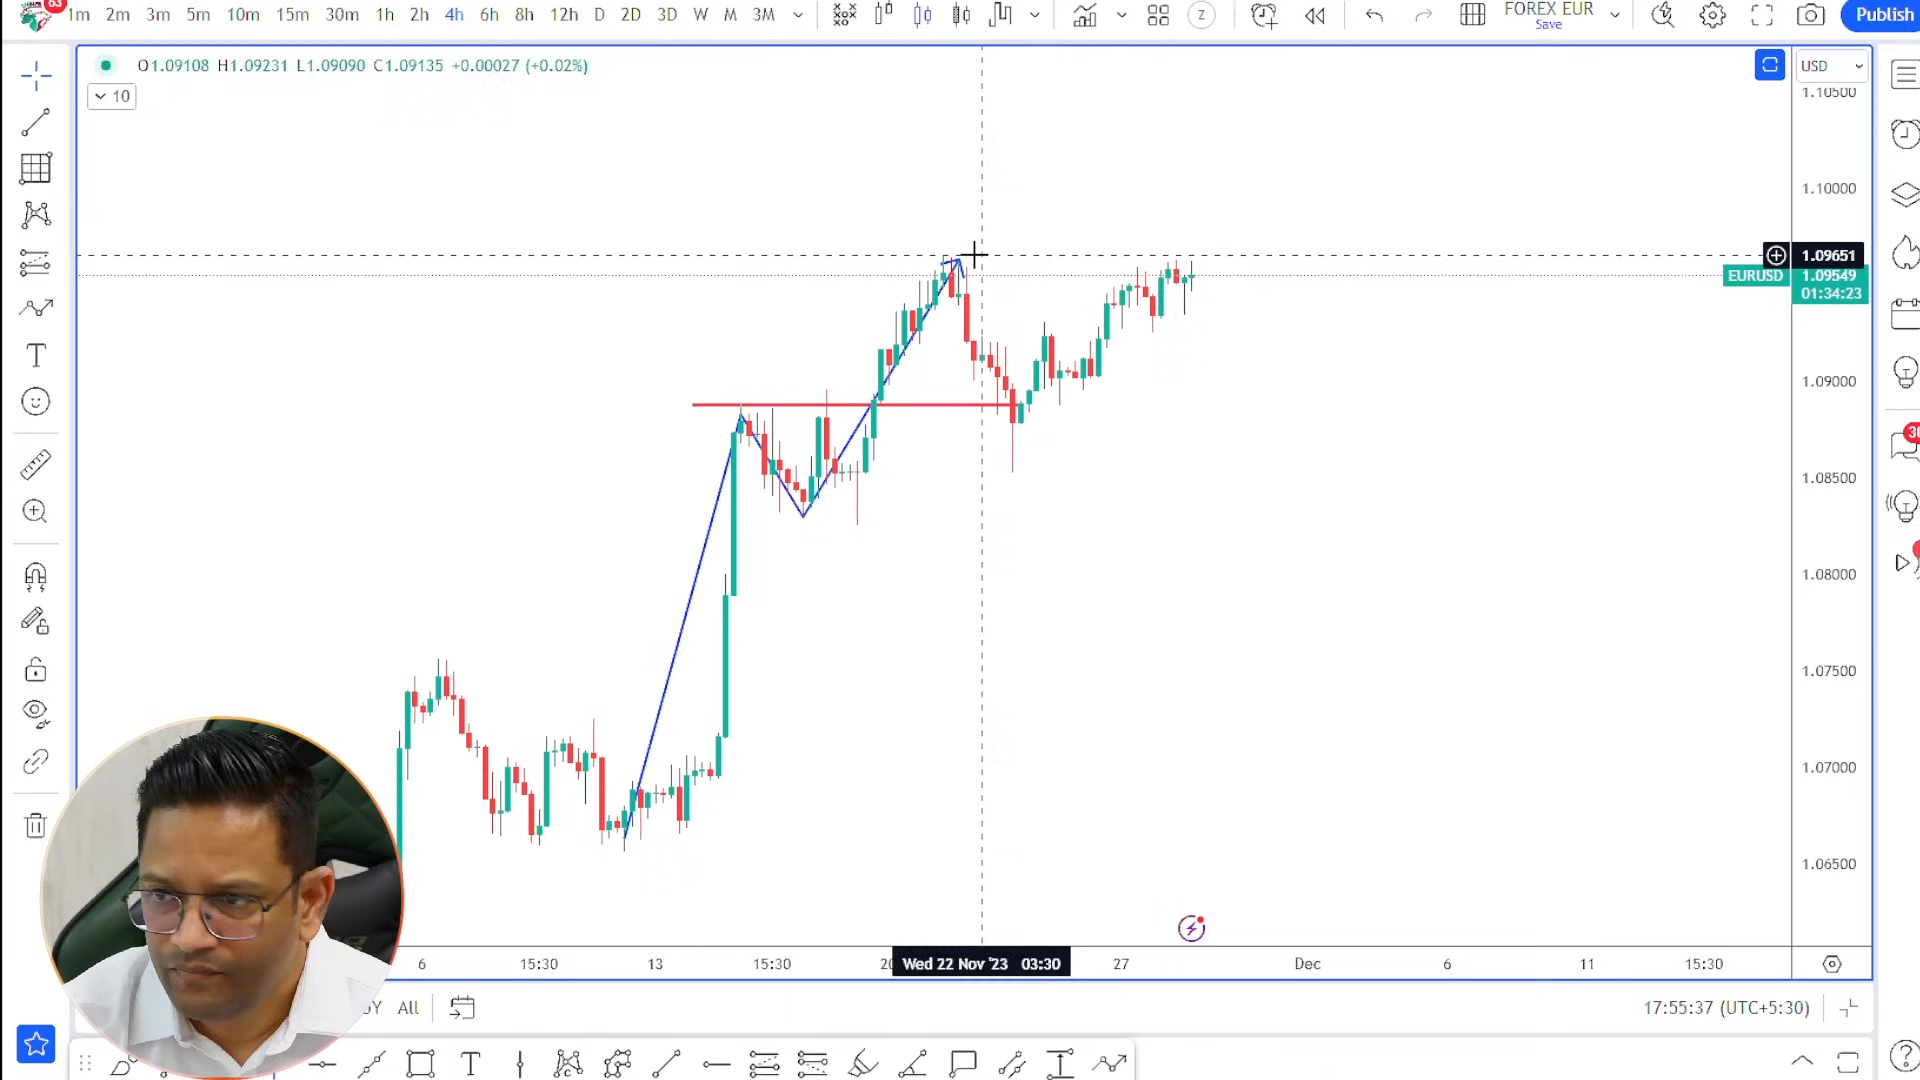 63
1m 2m 3m 5m 10m 15m 30m 1h 2h 4h 6h 8h 12h D 2D 3D W M 3M
Z
FOREX EUR
Save
Publish
O1.09108 H1.09231 L1.09090 C1.09135 +0.00027 (+0.02%)
10
USD
1.10500
1.10000
1.09651
EURUSD 1.09549
01:34:23
1.09000
1.08500
1.08000
1.07500
1.07000
1.06500
30
6 15:30 13 15:30 20 Wed 22 Nov '23 03:30 27 Dec 6 11 15:30
All
17:55:37 (UTC+5:30)